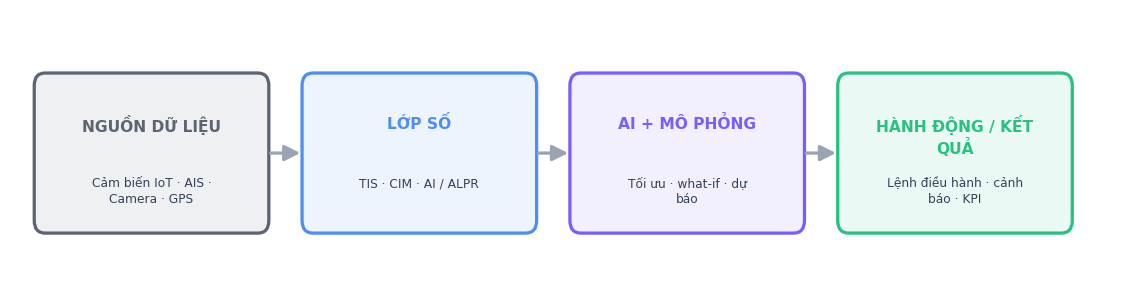 NGUỒN DỮ LIỆU
Cảm biến IoT · AIS ·
Camera · GPS
LỚP SỐ
TIS · CIM · AI / ALPR
AI + MÔ PHỎNG
Tối ưu · what-if · dự
báo
HÀNH ĐỘNG / KẾT
QUẢ
Lệnh điều hành · cảnh
báo · KPI